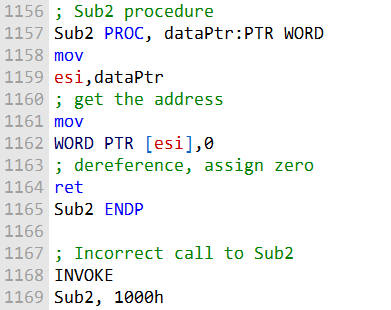 1156 ; Sub2 procedure
1157 Sub2 PROC, dataPtr:PTR WORD
1158 mov
1159 esi,dataPtr
1160 ; get the address
1161 mov
1162 WORD PTR [esi],0
1163 ; dereference, assign zero
1164 ret
1165 Sub2 ENDP
1166
1167 ; Incorrect call to Sub2
1168 INVOKE
1169 Sub2, 1000h